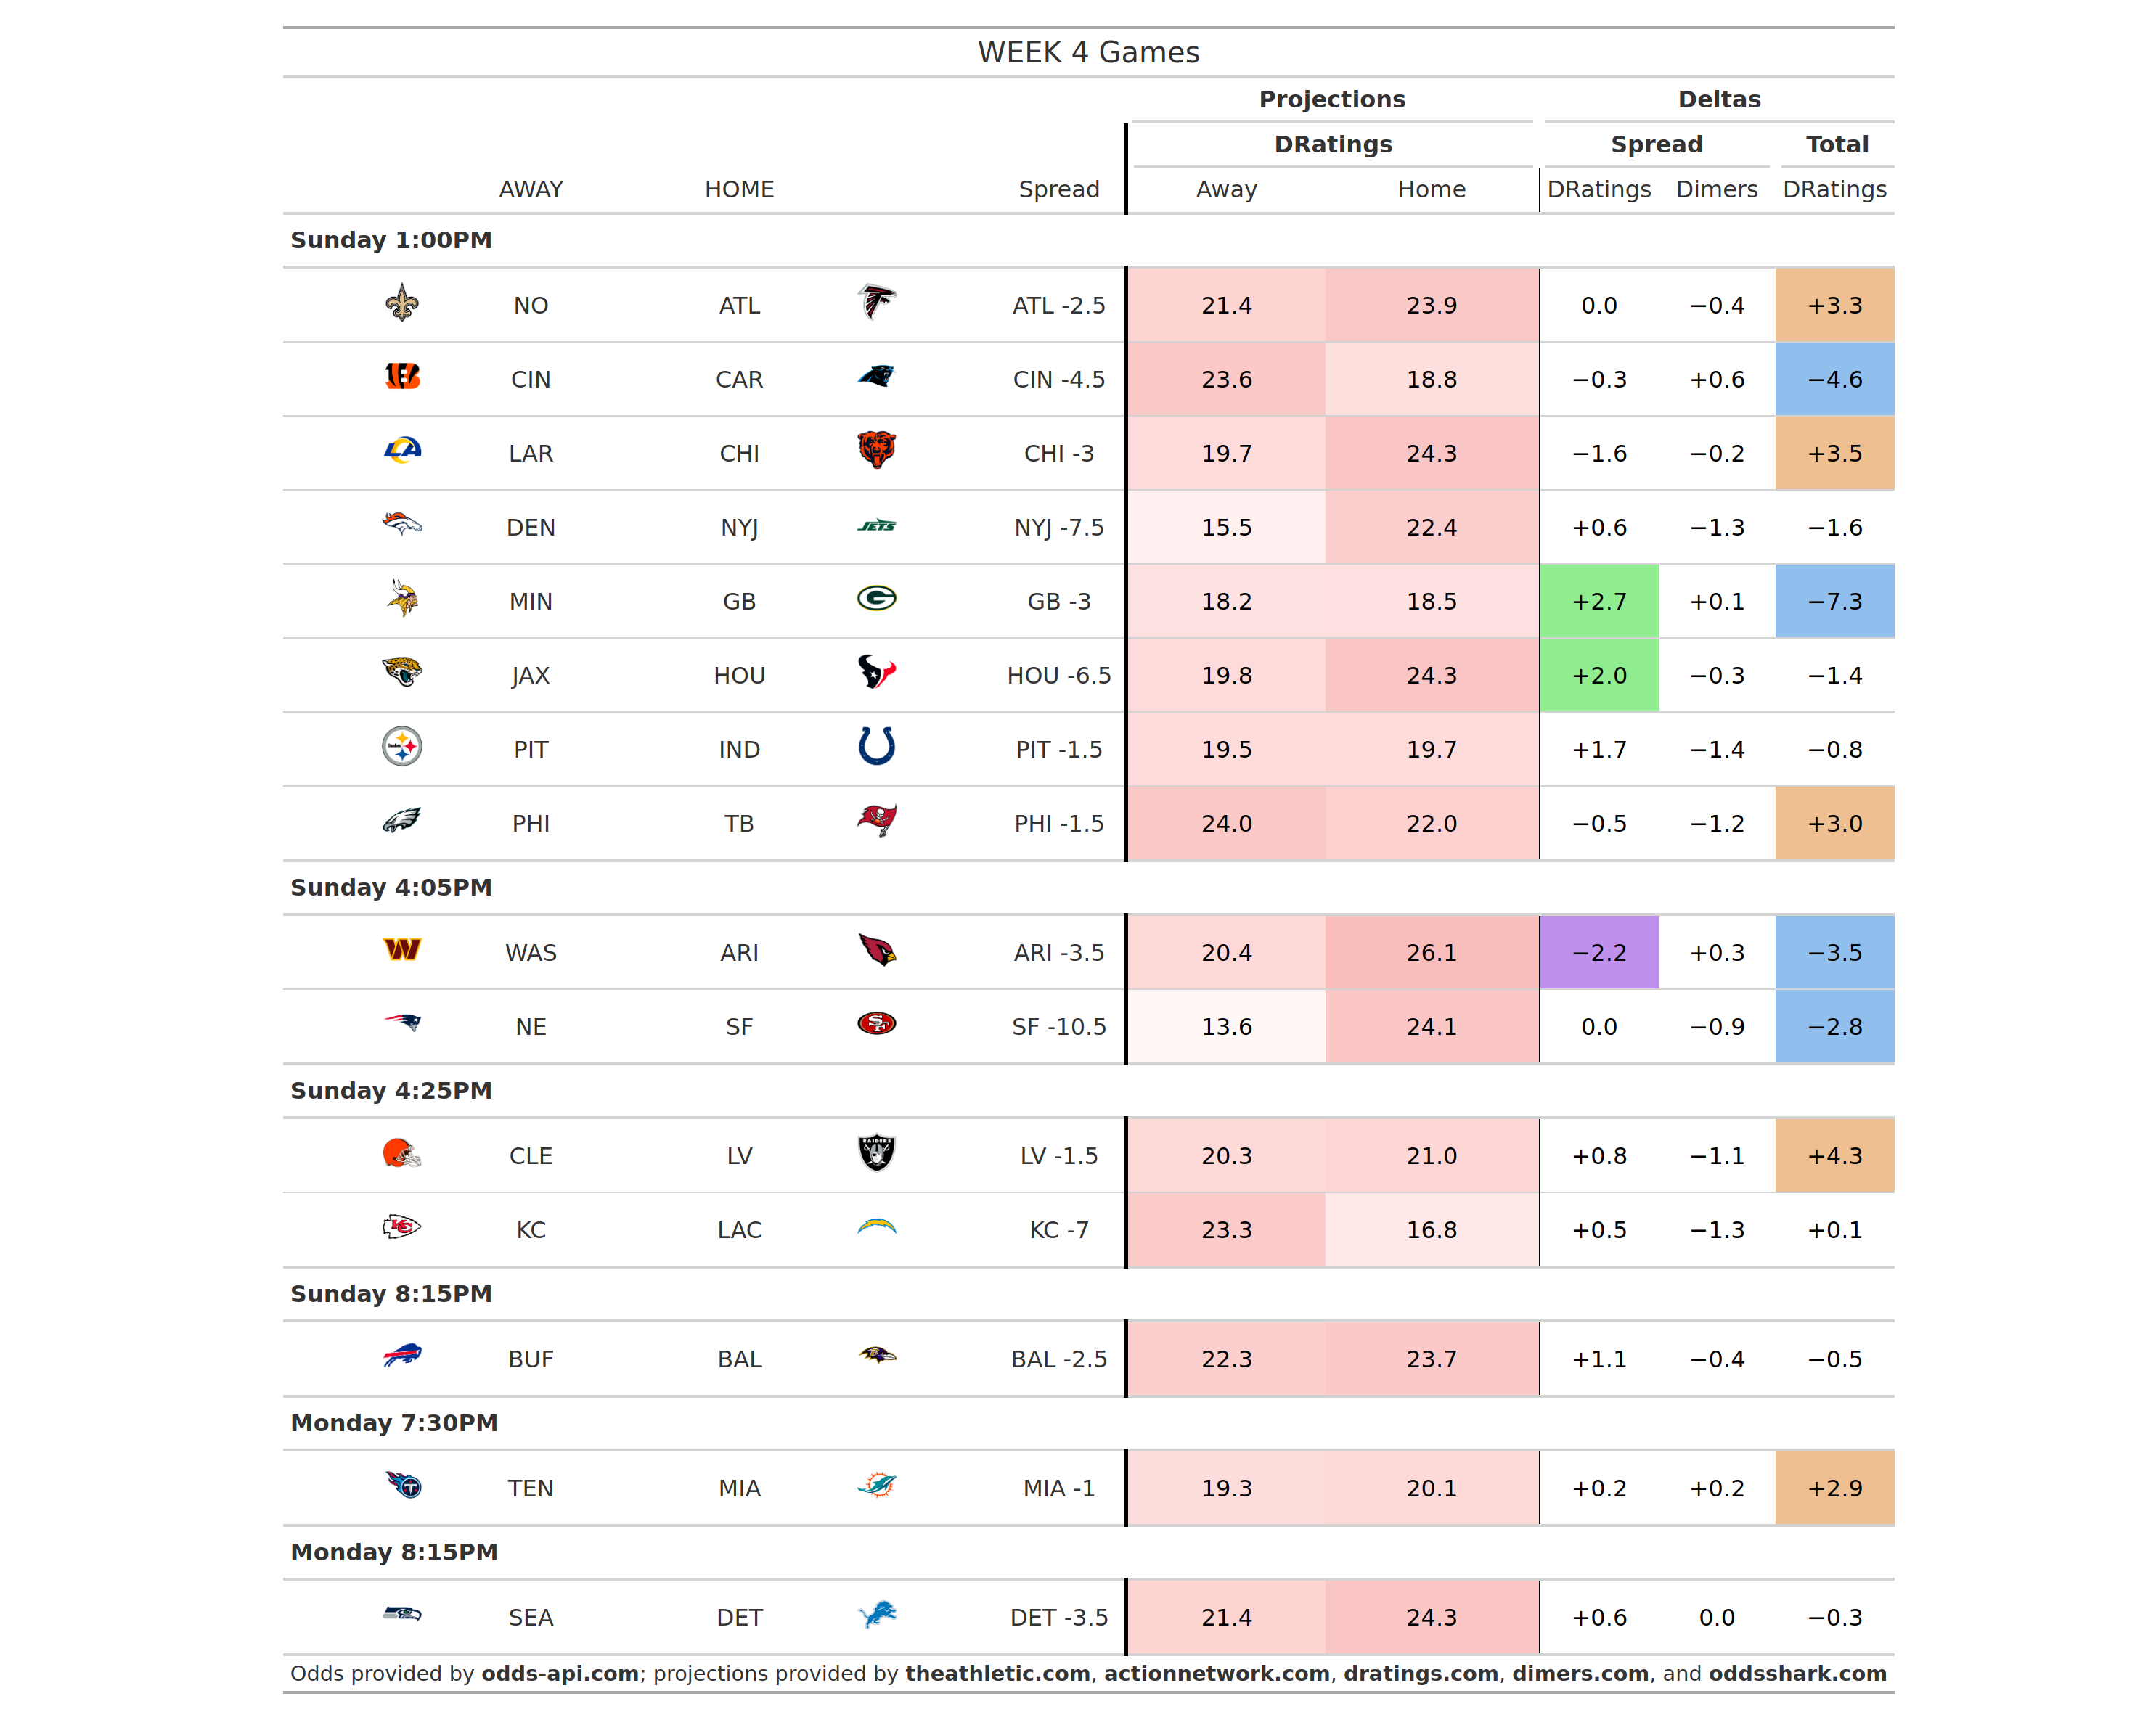 WEEK 4 Games
Projections Deltas
DRatings Spread Total
AWAY HOME Spread Away Home DRatings Dimers DRatings
Sunday 1:00PM
NO ATL ATL -2.5 21.4 23.9 0.0 −0.4 +3.3
CIN CAR CIN -4.5 23.6 18.8 −0.3 +0.6 −4.6
LAR CHI CHI -3 19.7 24.3 −1.6 −0.2 +3.5
DEN NYJ JETS NYJ -7.5 15.5 22.4 +0.6 −1.3 −1.6
MIN GB G GB -3 18.2 18.5 +2.7 +0.1 −7.3
JAX HOU HOU -6.5 19.8 24.3 +2.0 −0.3 −1.4
Steelers PIT IND PIT -1.5 19.5 19.7 +1.7 −1.4 −0.8
PHI TB PHI -1.5 24.0 22.0 −0.5 −1.2 +3.0
Sunday 4:05PM
W WAS ARI ARI -3.5 20.4 26.1 −2.2 +0.3 −3.5
NE SF SF SF -10.5 13.6 24.1 0.0 −0.9 −2.8
Sunday 4:25PM
CLE LV RAIDERS LV -1.5 20.3 21.0 +0.8 −1.1 +4.3
KC KC LAC KC -7 23.3 16.8 +0.5 −1.3 +0.1
Sunday 8:15PM
BUF BAL BAL -2.5 22.3 23.7 +1.1 −0.4 −0.5
Monday 7:30PM
T TEN MIA MIA -1 19.3 20.1 +0.2 +0.2 +2.9
Monday 8:15PM
SEA DET DET -3.5 21.4 24.3 +0.6 0.0 −0.3
Odds provided by odds-api.com; projections provided by theathletic.com, actionnetwork.com, dratings.com, dimers.com, and oddsshark.com